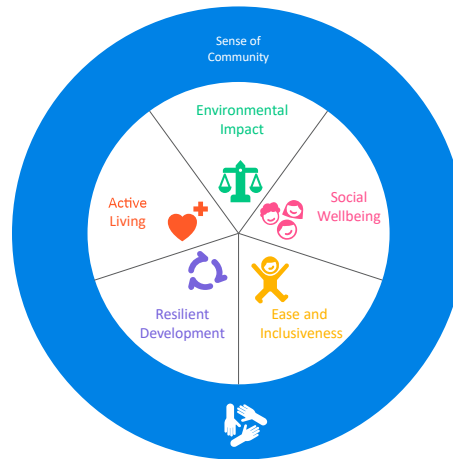 Sense of
Community
Environmental
Impact
Active
Living
Social
Wellbeing
Resilient
Development
Ease and
Inclusiveness